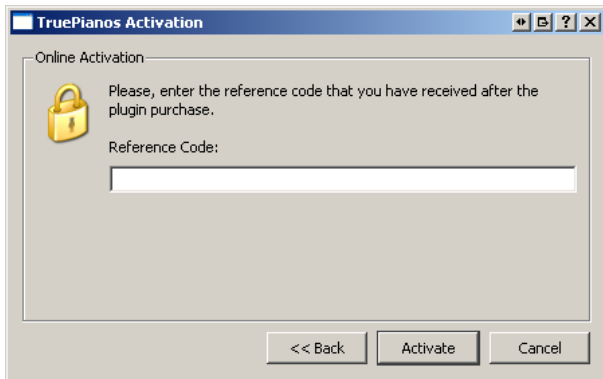 TruePianos Activation
Online Activation
Please, enter the reference code that you have received after the
plugin purchase.
Reference Code:
<< Back
Activate
Cancel